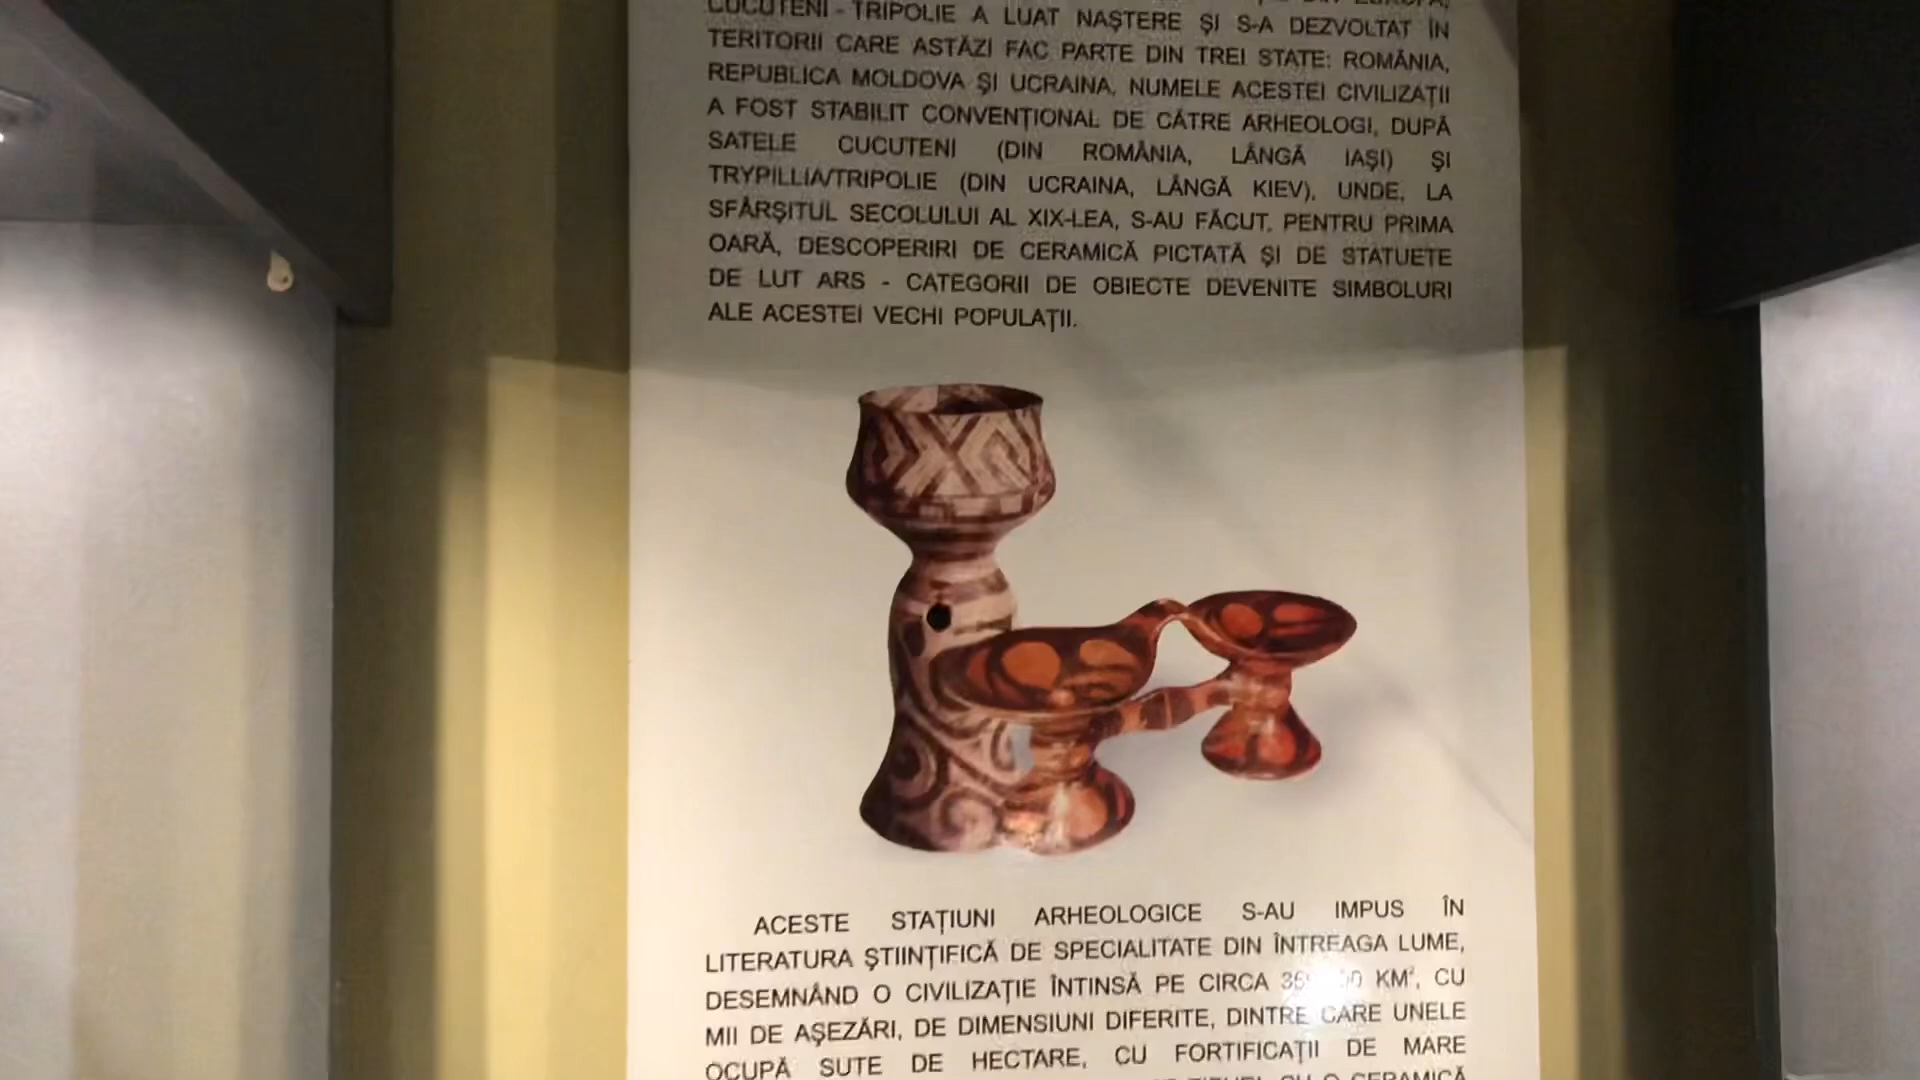 CUCUTENI - TRIPOLIE A LUAT NAȘTERE ȘI S-A DEZVOLTAT ÎN
TERITORII CARE ASTĂZI FAC PARTE DIN TREI STATE: ROMÂNIA,
REPUBLICA MOLDOVA ȘI UCRAINA. NUMELE ACESTEI CIVILIZAȚII
A FOST STABILIT CONVENȚIONAL DE CĂTRE ARHEOLOGI, DUPĂ
SATELE CUCUTENI (DIN ROMÂNIA, LÂNGĂ IAȘI) ȘI
TRYPILLIA/TRIPOLIE (DIN UCRAINA, LÂNGĂ KIEV), UNDE, LA
SFÂRȘITUL SECOLULUI AL XIX-LEA, S-AU FĂCUT, PENTRU PRIMA
OARĂ, DESCOPERIRI DE CERAMICĂ PICTATĂ ȘI DE STATUETE
DE LUT ARS - CATEGORII DE OBIECTE DEVENITE SIMBOLURI
ALE ACESTEI VECHI POPULAȚII.
ACESTE STAȚIUNI ARHEOLOGICE S-AU IMPUS ÎN
LITERATURA ȘTIINȚIFICĂ DE SPECIALITATE DIN ÎNTREAGA LUME,
DESEMNÂND O CIVILIZAȚIE ÎNTINSĂ PE CIRCA KM², CU
MII DE AȘEZĂRI, DE DIMENSIUNI DIFERITE, DINTRE CARE UNELE
OCUPĂ SUTE DE HECTARE, CU FORTIFICAȚII DE MARE
CU O CERAMICĂ